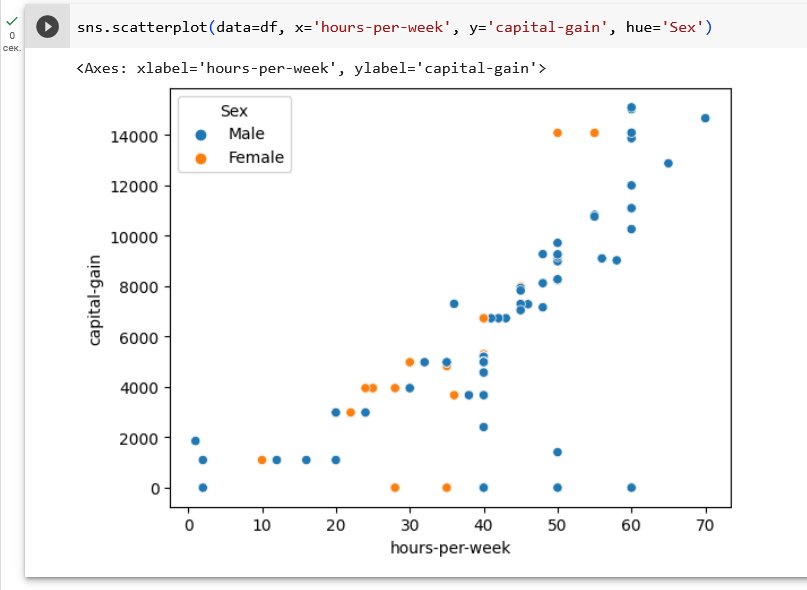 sns.scatterplot(data=df, x='hours-per-week', y='capital-gain', hue='Sex')
0
сек.
<Axes: xlabel='hours-per-week', ylabel='capital-gain'>
Sex
Male
Female
14000
12000
10000
8000
6000
4000
2000
0
capital-gain
0 10 20 30 40 50 60 70
hours-per-week